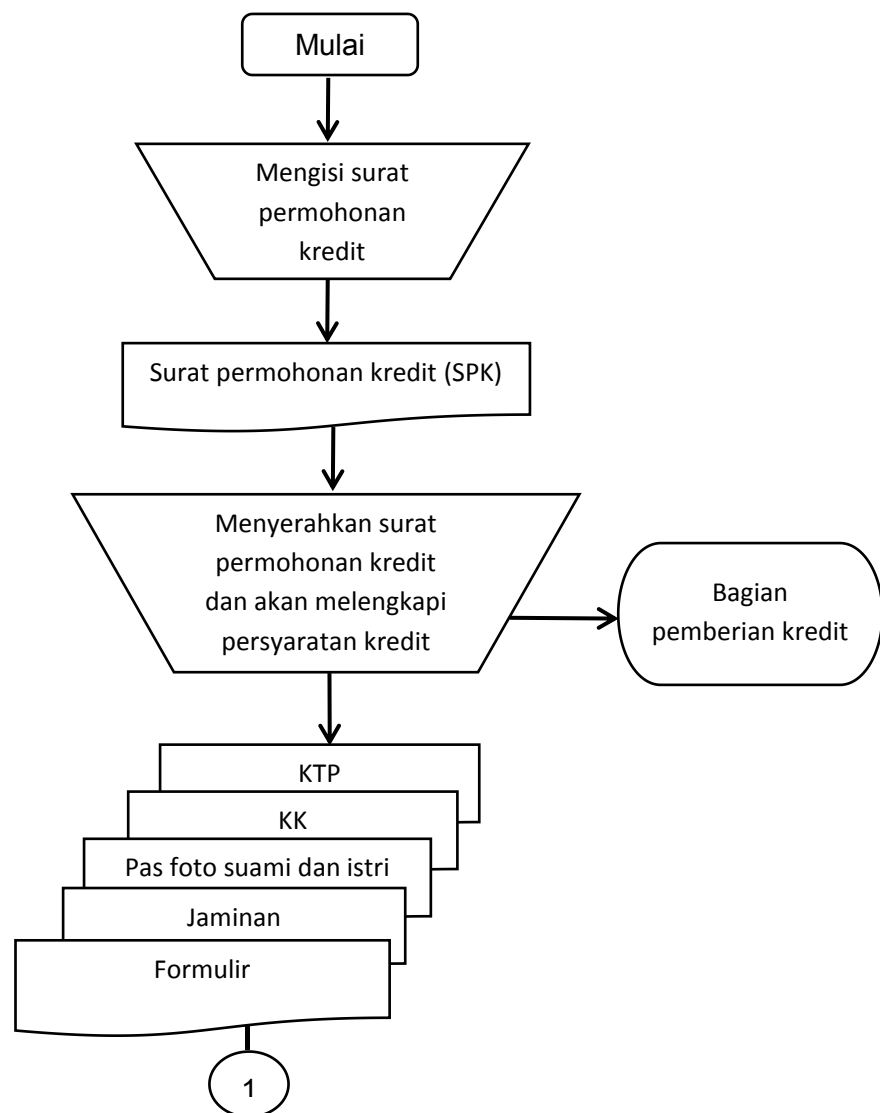 Mulai
Mengisi surat
permohonan
kredit
Surat permohonan kredit (SPK)
Menyerahkan surat
permohonan kredit
dan akan melengkapi
persyaratan kredit
Bagian
pemberian kredit
KTP
KK
Pas foto suami dan istri
Jaminan
Formulir
1